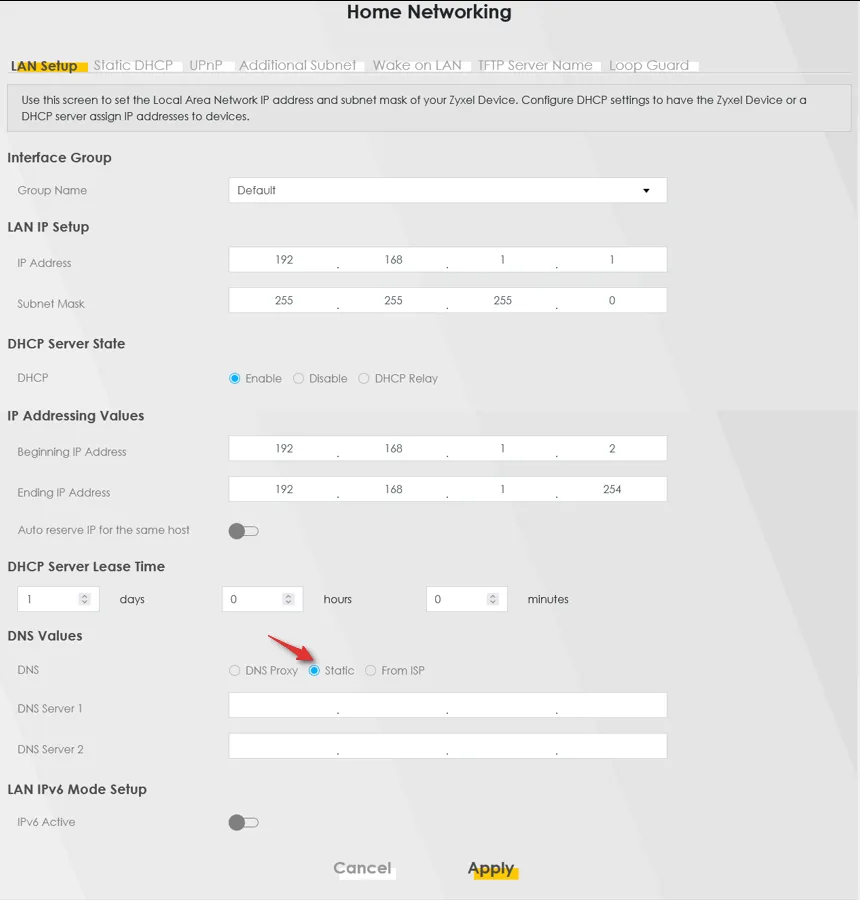 Home Networking
LAN Setup Static DHCP UPnP Additional Subnet Wake on LAN TFTP Server Name Loop Guard
Use this screen to set the Local Area Network IP address and subnet mask of your Zyxel Device. Configure DHCP settings to have the Zyxel Device or a
DHCP server assign IP addresses to devices.
Interface Group
Group Name Default
LAN IP Setup
IP Address 192 . 168 . 1 . 1
Subnet Mask 255 . 255 . 255 . 0
DHCP Server State
DHCP Enable Disable DHCP Relay
IP Addressing Values
Beginning IP Address 192 . 168 . 1 . 2
Ending IP Address 192 . 168 . 1 . 254
Auto reserve IP for the same host
DHCP Server Lease Time
1 days 0 hours 0 minutes
DNS Values
DNS DNS Proxy Static From ISP
DNS Server 1 . . .
DNS Server 2 . . .
LAN IPv6 Mode Setup
IPv6 Active
Cancel Apply